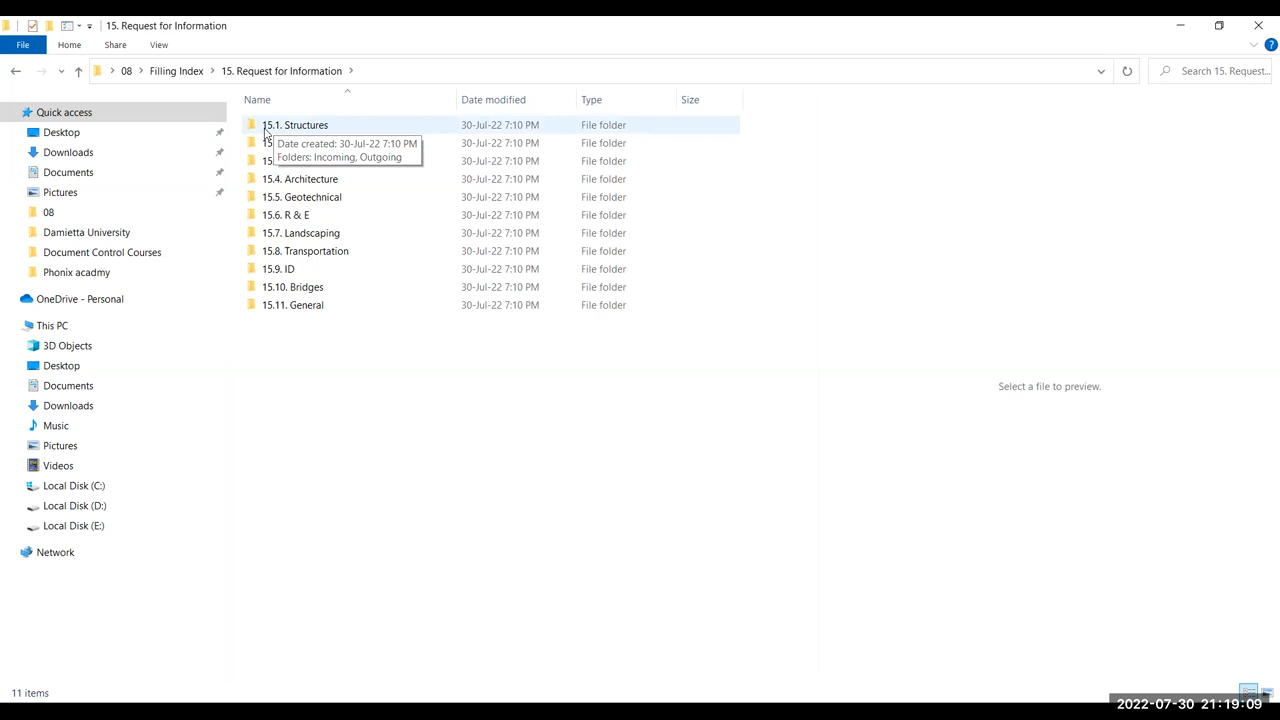 15. Request for Information
File Home Share View
08 Filling Index 15. Request for Information Search 15. Request...
Name Date modified Type Size
Quick access
Desktop
Downloads
Documents
Pictures
08
Damietta University
Document Control Courses
Phonix acadmy
OneDrive - Personal
This PC
3D Objects
Desktop
Documents
Downloads
Music
Pictures
Videos
Local Disk (C:)
Local Disk (D:)
Local Disk (E:)
Network
15.1. Structures 30-Jul-22 7:10 PM File folder
15 30-Jul-22 7:10 PM File folder
15 30-Jul-22 7:10 PM File folder
Date created: 30-Jul-22 7:10 PM
Folders: Incoming, Outgoing
15.4. Architecture 30-Jul-22 7:10 PM File folder
15.5. Geotechnical 30-Jul-22 7:10 PM File folder
15.6. R & E 30-Jul-22 7:10 PM File folder
15.7. Landscaping 30-Jul-22 7:10 PM File folder
15.8. Transportation 30-Jul-22 7:10 PM File folder
15.9. ID 30-Jul-22 7:10 PM File folder
15.10. Bridges 30-Jul-22 7:10 PM File folder
15.11. General 30-Jul-22 7:10 PM File folder
Select a file to preview.
11 items
2022-07-30 21:19:09